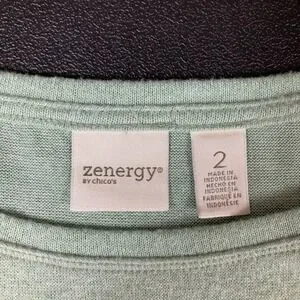 zenergy®
BY CHICO'S
2
MADE IN
INDONESIA
HECHO EN
INDONESIA
FABRIQUÉ EN
INDONÉSIE